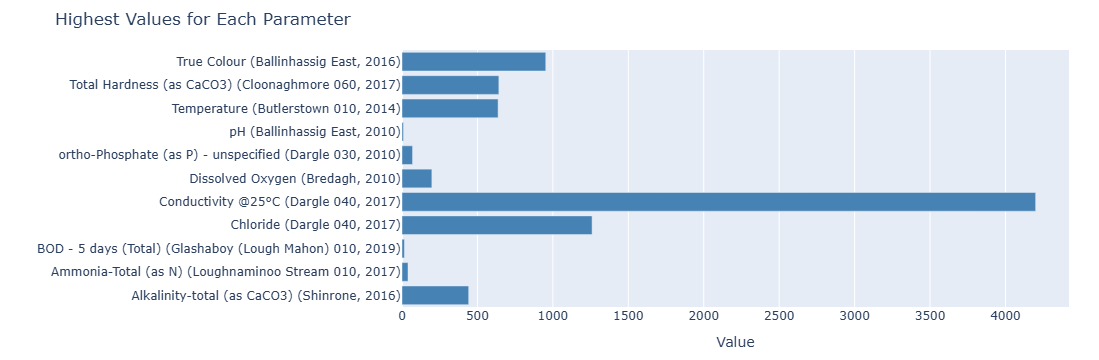 Highest Values for Each Parameter
True Colour (Ballinhassig East, 2016)
Total Hardness (as CaCO3) (Cloonaghmore 060, 2017)
Temperature (Butlerstown 010, 2014)
pH (Ballinhassig East, 2010)
ortho-Phosphate (as P) - unspecified (Dargle 030, 2010)
Dissolved Oxygen (Bredagh, 2010)
Conductivity @25°C (Dargle 040, 2017)
Chloride (Dargle 040, 2017)
BOD - 5 days (Total) (Glashaboy (Lough Mahon) 010, 2019)
Ammonia-Total (as N) (Loughnaminoo Stream 010, 2017)
Alkalinity-total (as CaCO3) (Shinrone, 2016)
0 500 1000 1500 2000 2500 3000 3500 4000
Value